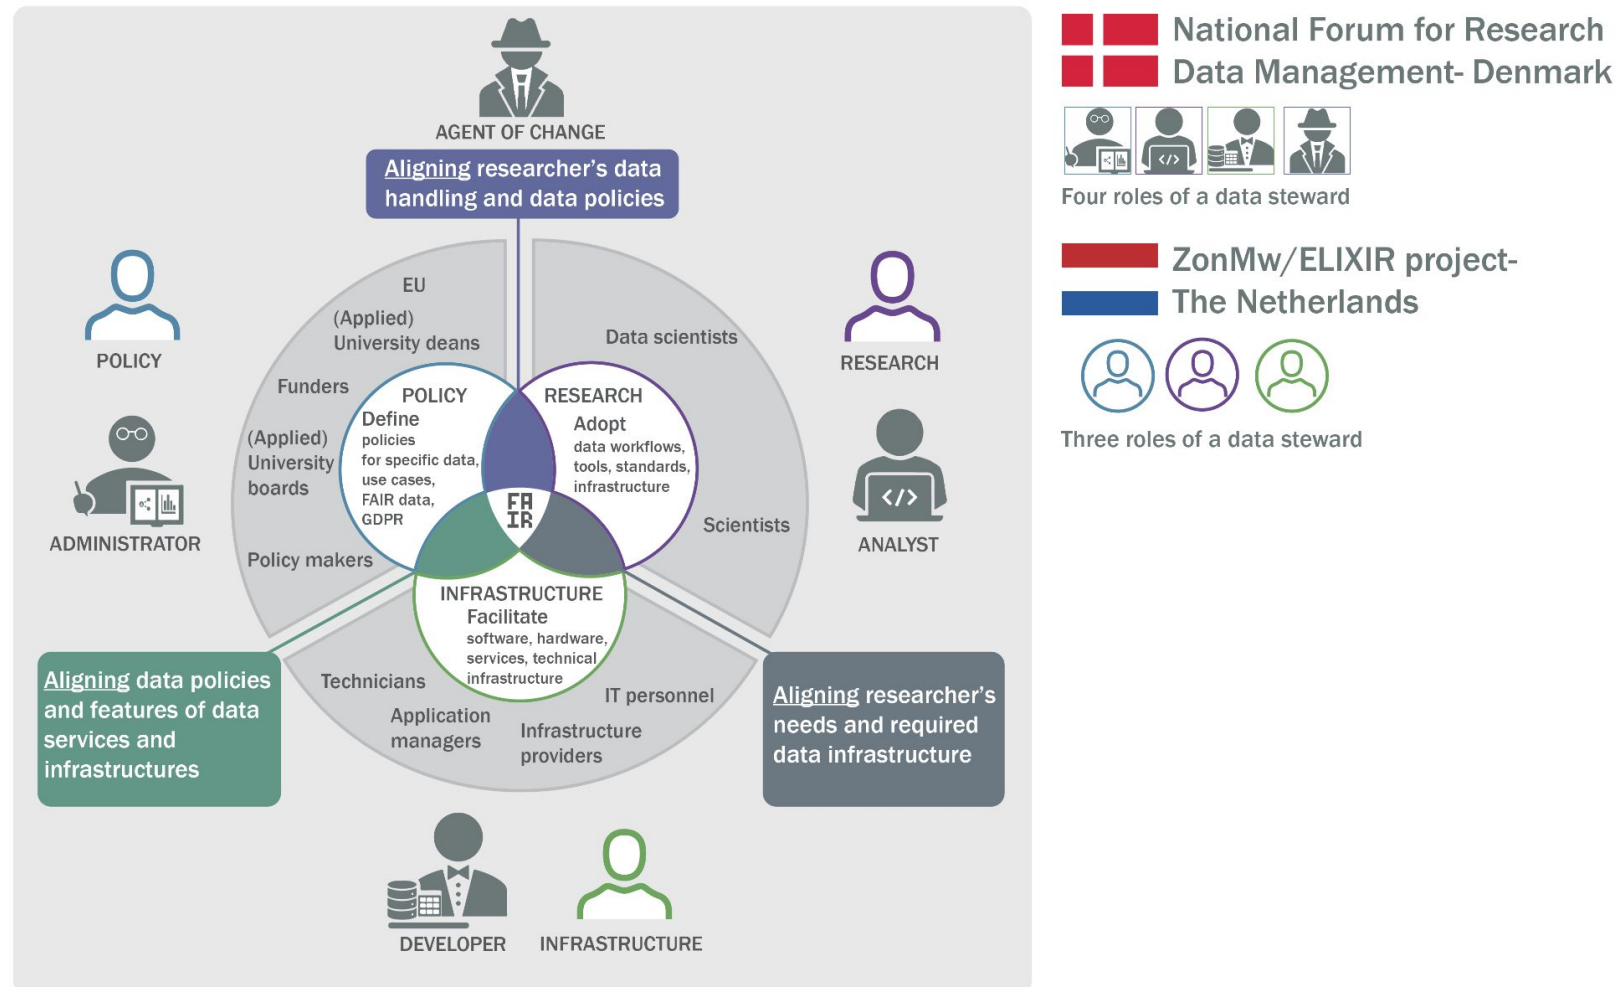 AGENT OF CHANGE
Aligning researcher's data
handling and data policies
POLICY
ADMINISTRATOR
EU
(Applied)
University deans
Funders
(Applied)
University
boards
Policy makers
Data scientists
Scientists
RESEARCH
ANALYST
POLICY
Define
policies
for specific data,
use cases,
FAIR data,
GDPR
RESEARCH
Adopt
data workflows,
tools, standards,
infrastructure
FA
IR
INFRASTRUCTURE
Facilitate
software, hardware,
services, technical
infrastructure
Technicians
Application
managers
Infrastructure
providers
IT personnel
Aligning data policies
and features of data
services and
infrastructures
Aligning researcher's
needs and required
data infrastructure
DEVELOPER
INFRASTRUCTURE
National Forum for Research
Data Management- Denmark
</>
</>
Four roles of a data steward
ZonMw/ELIXIR project-
The Netherlands
Three roles of a data steward